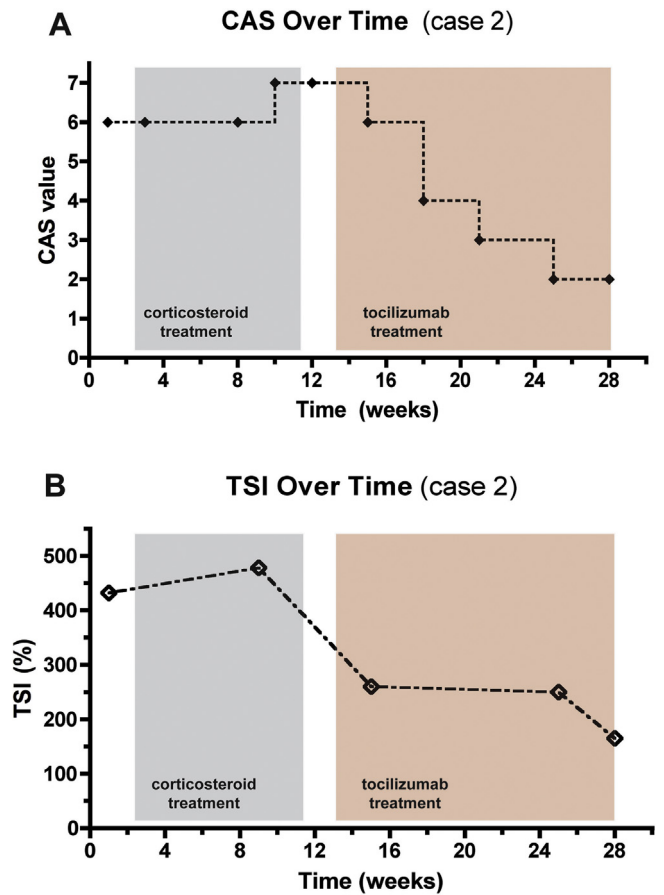 A
CAS Over Time (case 2)
CAS value
7
6
5
4
3
2
1
0
corticosteroid
treatment
tocilizumab
treatment
0 4 8 12 16 20 24 28
Time (weeks)
B
TSI Over Time (case 2)
TSI (%)
500
400
300
200
100
0
corticosteroid
treatment
tocilizumab
treatment
0 4 8 12 16 20 24 28
Time (weeks)